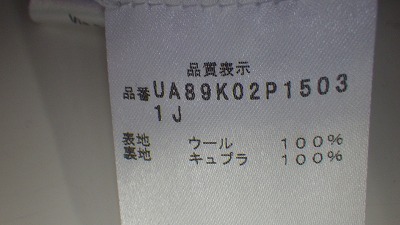 品質表示
品番 UA89K02P1503
1J
表地 ウール 100%
裏地 キュプラ 100%